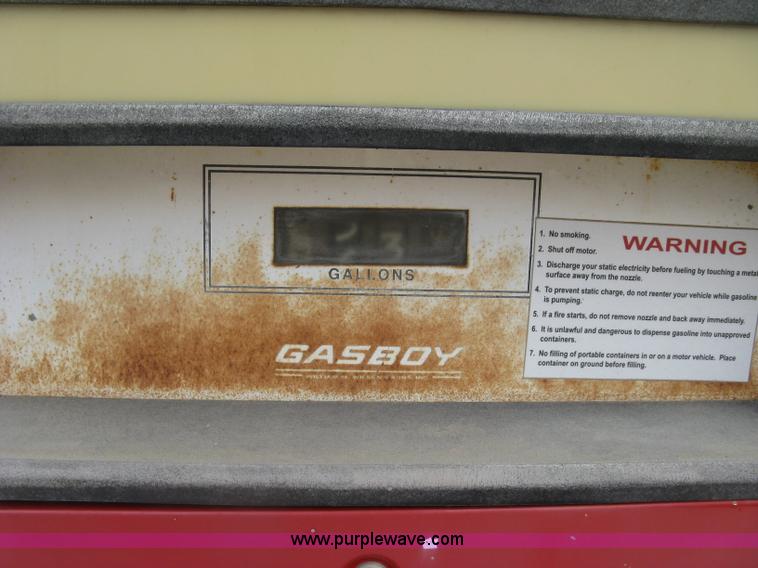 GALLONS
GASBOY
WARNING
1. No smoking.
2. Shut off motor.
3. Discharge your static electricity before fueling by touching a metal
surface away from the nozzle.
4. To prevent static charge, do not reenter your vehicle while gasoline
is pumping.
5. If a fire starts, do not remove nozzle and back away immediately.
6. It is unlawful and dangerous to dispense gasoline into unapproved
containers.
7. No filling of portable containers in or on a motor vehicle. Place
container on ground before filling.
www.purplewave.com